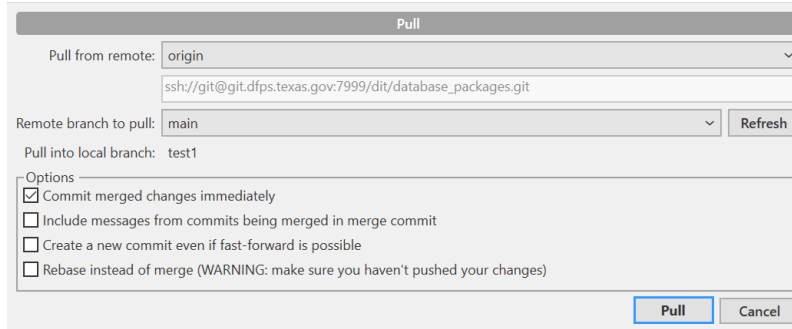 Pull
Pull from remote: origin
ssh://git@git.dfps.texas.gov:7999/dit/database_packages.git
Remote branch to pull: main Refresh
Pull into local branch: test1
Options
Commit merged changes immediately
Include messages from commits being merged in merge commit
Create a new commit even if fast-forward is possible
Rebase instead of merge (WARNING: make sure you haven't pushed your changes)
Pull Cancel